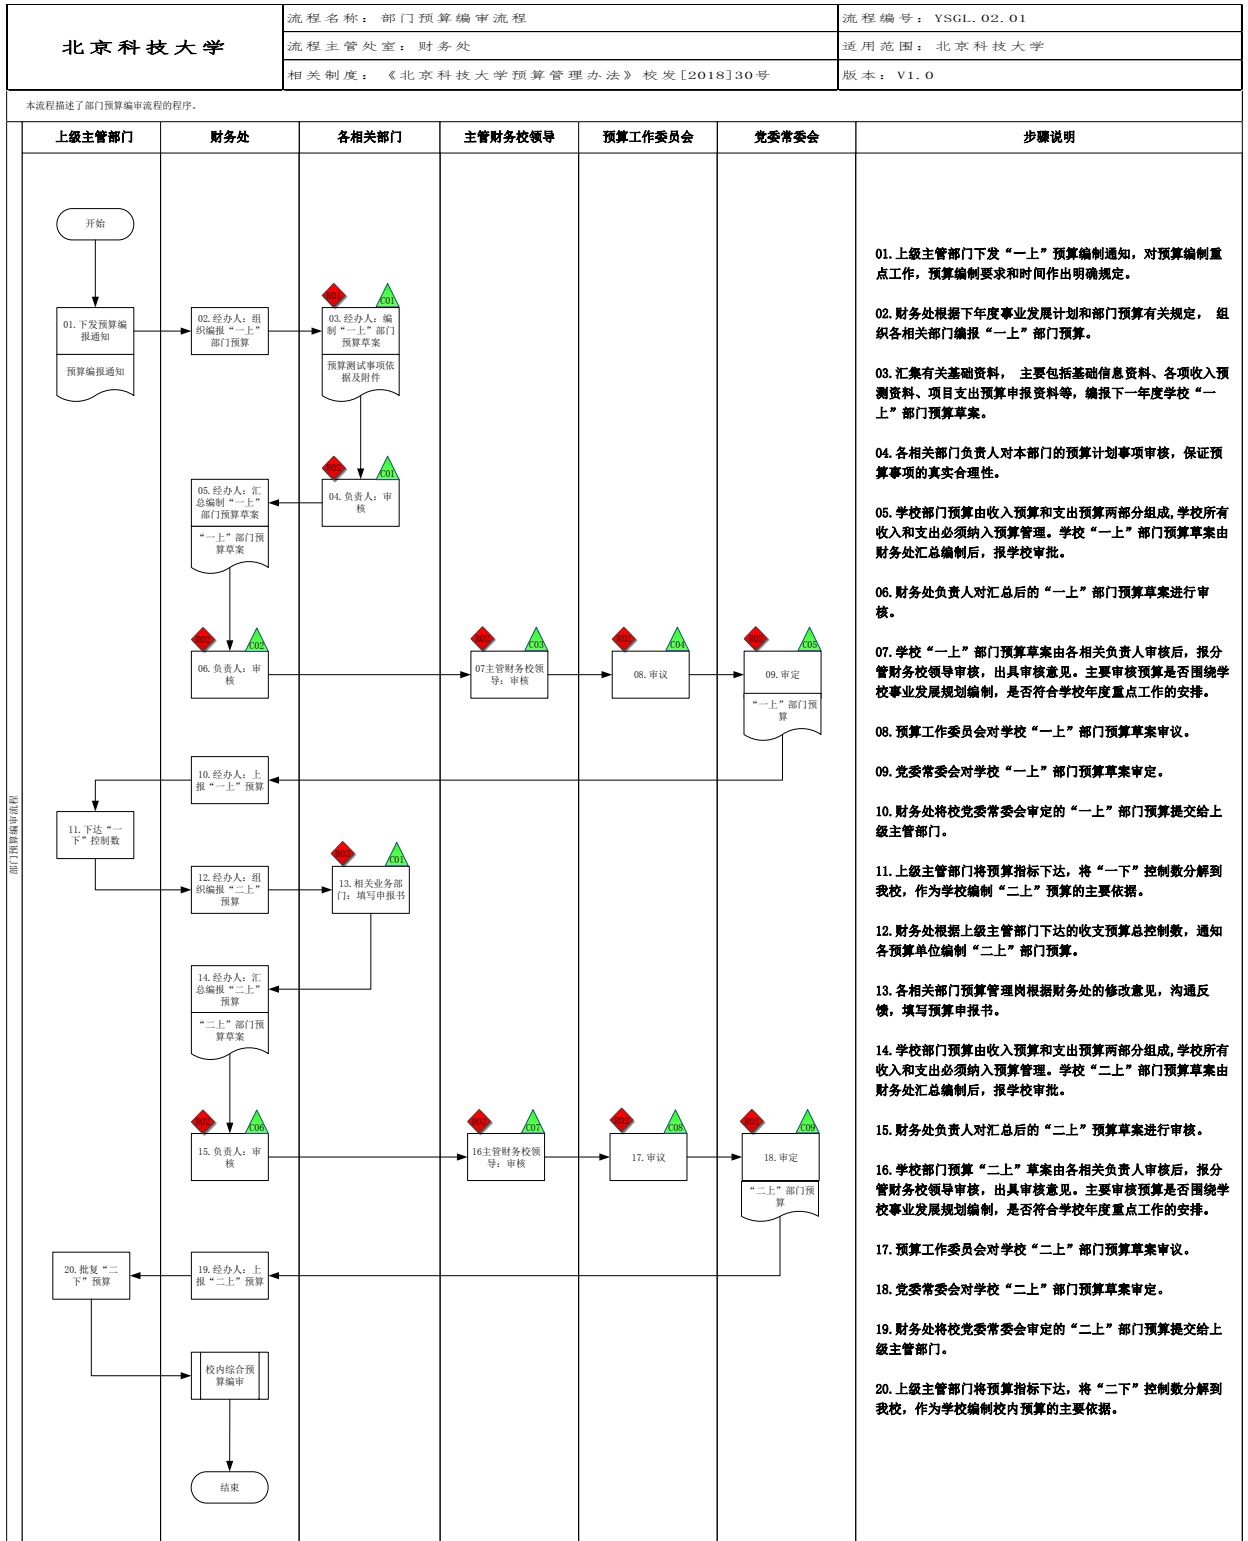 北京科技大学
流程名称：部门预算编审流程
流程编号：YSGL.02.01
流程主管处室：财务处
适用范围：北京科技大学
相关制度：《北京科技大学预算管理办法》校发[2018]30号
版本：V1.0
本流程描述了部门预算编审流程的程序。
上级主管部门
财务处
各相关部门
主管财务校领导
预算工作委员会
党委常委会
步骤说明
部门预算编审流程
开始
01.下发预算编
报通知
预算编报通知
02.经办人：组
织编报“一上”
部门预算
R01
C01
03.经办人：编
制“一上”部门
预算草案
预算测试事项依
据及附件
R02
C01
04.负责人：审
核
05.经办人：汇
总编制“一上”
部门预算草案
“一上”部门预
算草案
R02
C02
06.负责人：审
核
R02
C03
07主管财务校领
导：审核
R02
C04
08.审议
R02
C05
09.审定
“一上”部门预
算
10.经办人：上
报“一上”预算
11.下达“一
下”控制数
12.经办人：组
织编报“二上”
预算
R03
C01
13.相关业务部
门：填写申报书
14.经办人：汇
总编报“二上”
预算
“二上”部门预
算草案
R02
C06
15.负责人：审
核
R02
C07
16主管财务校领
导：审核
R02
C08
17.审议
R02
C09
18.审定
“二上”部门预
算
19.经办人：上
报“二上”预算
20.批复“二
下”预算
校内综合预
算编审
结束
01.上级主管部门下发“一上”预算编制通知，对预算编制重
点工作，预算编制要求和时间作出明确规定。
02.财务处根据下年度事业发展计划和部门预算有关规定， 组
织各相关部门编报“一上”部门预算。
03.汇集有关基础资料， 主要包括基础信息资料、各项收入预
测资料、项目支出预算申报资料等，编报下一年度学校“一
上”部门预算草案。
04.各相关部门负责人对本部门的预算计划事项审核，保证预
算事项的真实合理性。
05.学校部门预算由收入预算和支出预算两部分组成,学校所有
收入和支出必须纳入预算管理。学校“一上”部门预算草案由
财务处汇总编制后，报学校审批。
06.财务处负责人对汇总后的“一上”部门预算草案进行审
核。
07.学校“一上”部门预算草案由各相关负责人审核后，报分
管财务校领导审核，出具审核意见。主要审核预算是否围绕学
校事业发展规划编制，是否符合学校年度重点工作的安排。
08.预算工作委员会对学校“一上”部门预算草案审议。
09.党委常委会对学校“一上”部门预算草案审定。
10.财务处将校党委常委会审定的“一上”部门预算提交给上
级主管部门。
11.上级主管部门将预算指标下达，将“一下”控制数分解到
我校，作为学校编制“二上”预算的主要依据。
12.财务处根据上级主管部门下达的收支预算总控制数，通知
各预算单位编制“二上”部门预算。
13.各相关部门预算管理岗根据财务处的修改意见，沟通反
馈，填写预算申报书。
14.学校部门预算由收入预算和支出预算两部分组成,学校所有
收入和支出必须纳入预算管理。学校“二上”部门预算草案由
财务处汇总编制后，报学校审批。
15.财务处负责人对汇总后的“二上”预算草案进行审核。
16.学校部门预算“二上”草案由各相关负责人审核后，报分
管财务校领导审核，出具审核意见。主要审核预算是否围绕学
校事业发展规划编制，是否符合学校年度重点工作的安排。
17.预算工作委员会对学校“二上”部门预算草案审议。
18.党委常委会对学校“二上”部门预算草案审定。
19.财务处将校党委常委会审定的“二上”部门预算提交给上
级主管部门。
20.上级主管部门将预算指标下达，将“二下”控制数分解到
我校，作为学校编制校内预算的主要依据。